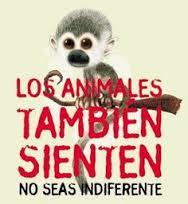 LOS ANIMALES
TAMBIÉN
SIENTEN
NO SEAS INDIFERENTE